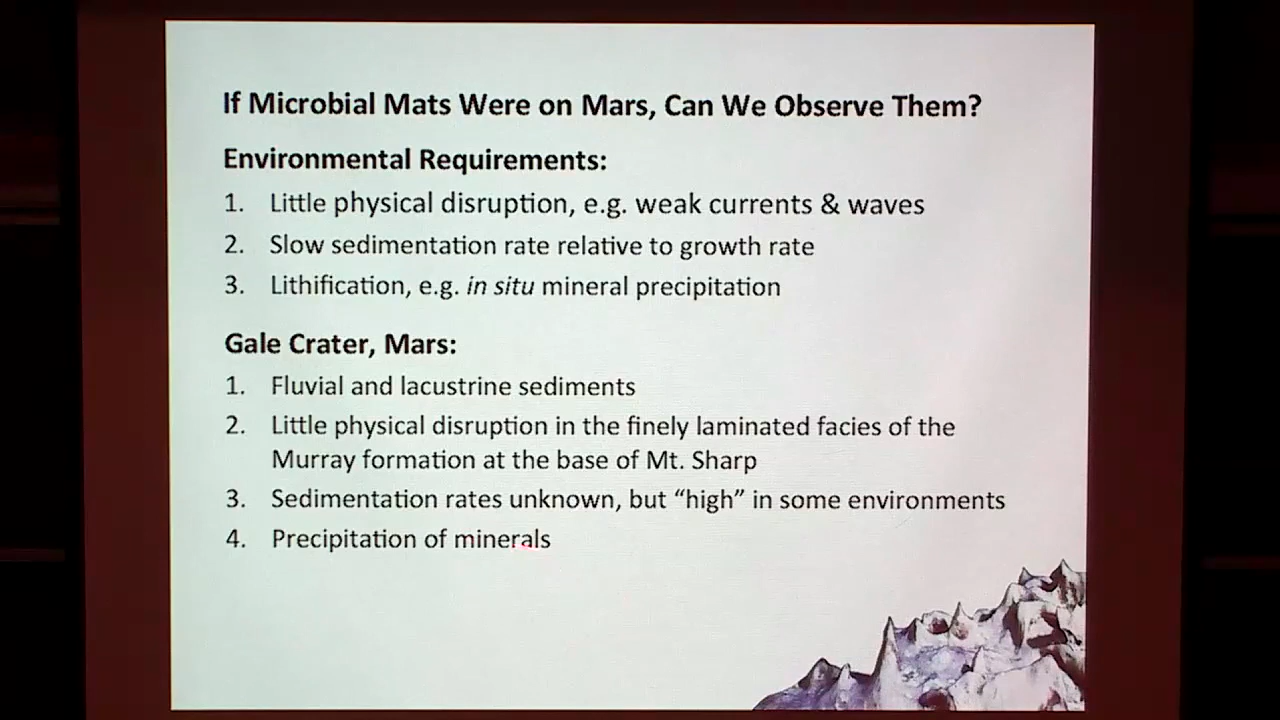 If Microbial Mats Were on Mars, Can We Observe Them?
Environmental Requirements:
1. Little physical disruption, e.g. weak currents & waves
2. Slow sedimentation rate relative to growth rate
3. Lithification, e.g. in situ mineral precipitation
Gale Crater, Mars:
1. Fluvial and lacustrine sediments
2. Little physical disruption in the finely laminated facies of the
Murray formation at the base of Mt. Sharp
3. Sedimentation rates unknown, but “high” in some environments
4. Precipitation of minerals